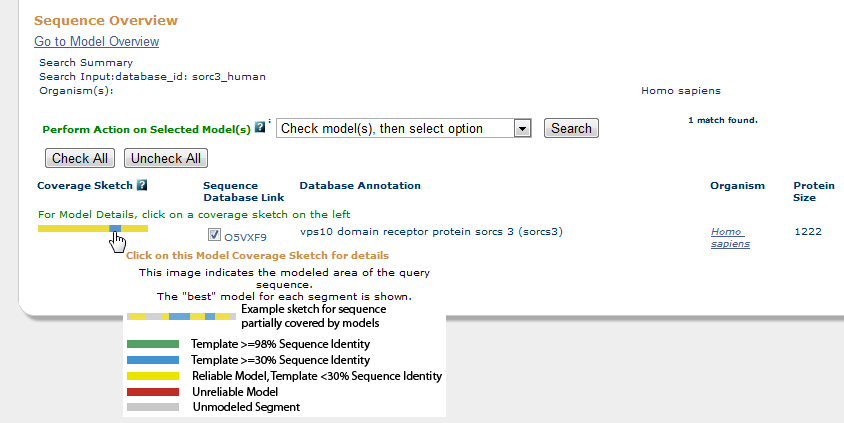 Sequence Overview
Go to Model Overview
Search Summary
Search Input:database_id: sorc3_human
Organism(s): Homo sapiens
Perform Action on Selected Model(s) ? : Check model(s), then select option Search 1 match found.
Check All Uncheck All
Coverage Sketch ? Sequence Database Annotation Organism Protein
Database Link Size
For Model Details, click on a coverage sketch on the left
O5VXF9 vps10 domain receptor protein sorcs 3 (sorcs3) Homo 1222
sapiens
Click on this Model Coverage Sketch for details
This image indicates the modeled area of the query
sequence.
The "best" model for each segment is shown.
Example sketch for sequence
partially covered by models
Template >=98% Sequence Identity
Template >=30% Sequence Identity
Reliable Model, Template <30% Sequence Identity
Unreliable Model
Unmodeled Segment